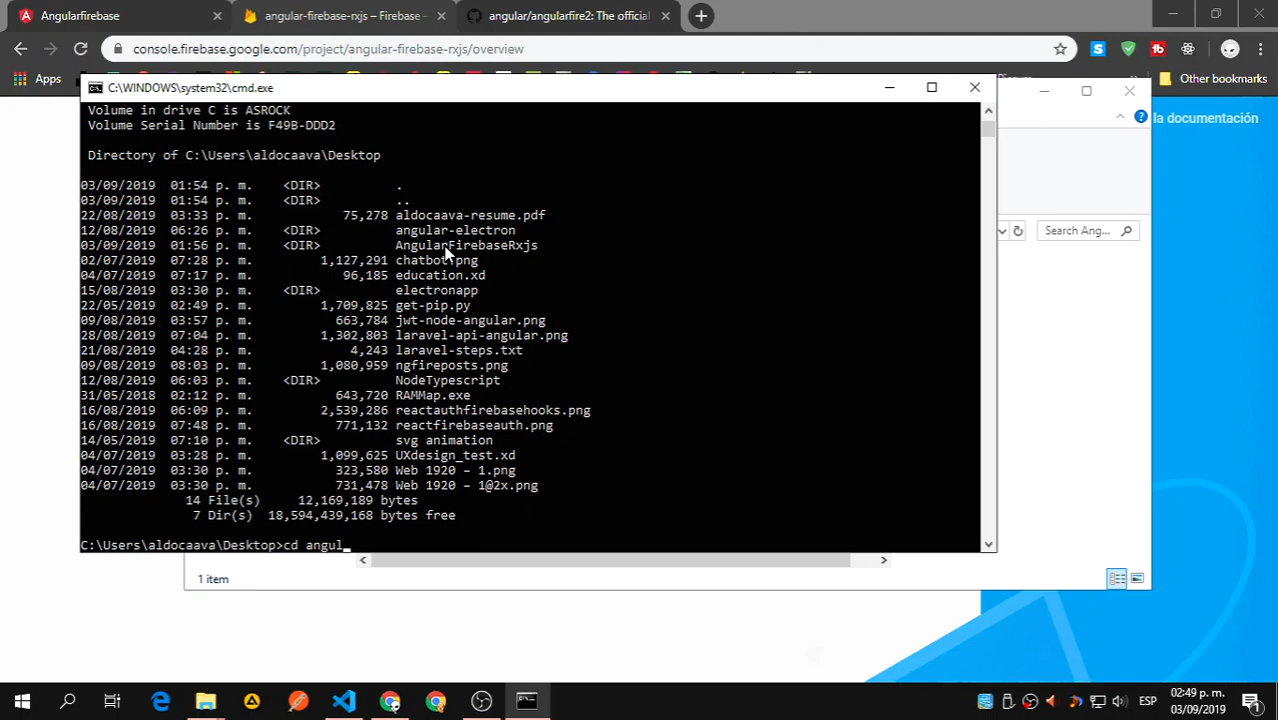 Angularfirebase
angular-firebase-rxjs – Firebase
angular/angularfire2: The official
console.firebase.google.com/project/angular-firebase-rxjs/overview
Apps
Other bookmarks
C:\WINDOWS\system32\cmd.exe
Volume in drive C is ASROCK
Volume Serial Number is F49B-DDD2
la documentación
Directory of C:\Users\aldocaava\Desktop
03/09/2019 01:54 p. m. <DIR> .
03/09/2019 01:54 p. m. <DIR> ..
22/08/2019 03:33 p. m. 75,278 aldocaava-resume.pdf
12/08/2019 06:26 p. m. <DIR> angular-electron
Search Ang...
03/09/2019 01:56 p. m. <DIR> AngularFirebaseRxjs
02/07/2019 07:28 p. m. 1,127,291 chatbot.png
04/07/2019 07:17 p. m. 96,185 education.xd
15/08/2019 03:30 p. m. <DIR> electronapp
22/05/2019 02:49 p. m. 1,709,825 get-pip.py
09/08/2019 03:57 p. m. 663,784 jwt-node-angular.png
28/08/2019 07:04 p. m. 1,302,803 laravel-api-angular.png
21/08/2019 04:28 p. m. 4,243 laravel-steps.txt
09/08/2019 08:03 p. m. 1,080,959 ngfireposts.png
12/08/2019 06:03 p. m. <DIR> NodeTypescript
31/05/2018 02:12 p. m. 643,720 RAMMap.exe
16/08/2019 06:09 p. m. 2,539,286 reactauthfirebasehooks.png
16/08/2019 07:48 p. m. 771,132 reactfirebaseauth.png
14/05/2019 07:10 p. m. <DIR> svg animation
04/07/2019 03:28 p. m. 1,099,625 UXdesign_test.xd
04/07/2019 03:30 p. m. 323,580 Web 1920 – 1.png
04/07/2019 03:30 p. m. 731,478 Web 1920 – 1@2x.png
14 File(s) 12,169,189 bytes
7 Dir(s) 18,594,439,168 bytes free
C:\Users\aldocaava\Desktop>cd angul_
1 item
ESP
02:49 p. m.
03/09/2019